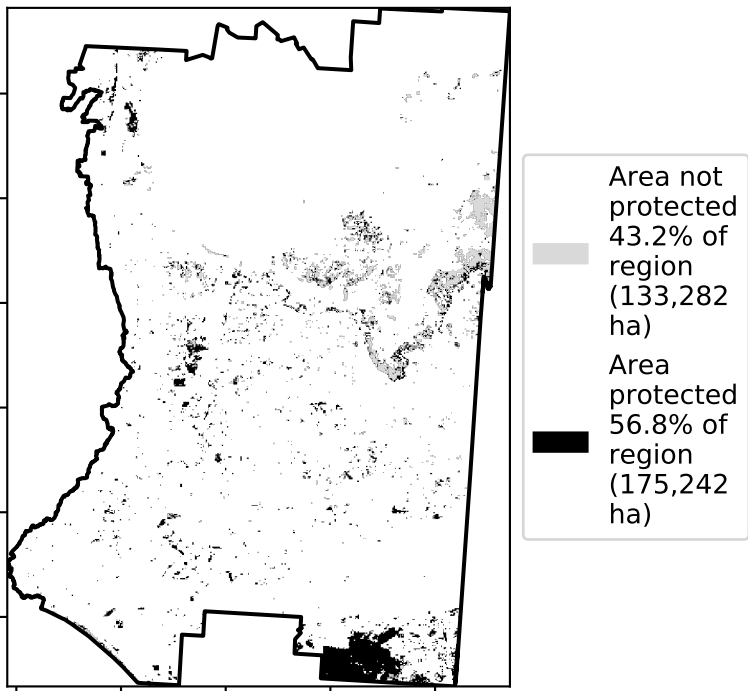 Area not
protected
43.2% of
region
(133,282
ha)
Area
protected
56.8% of
region
(175,242
ha)